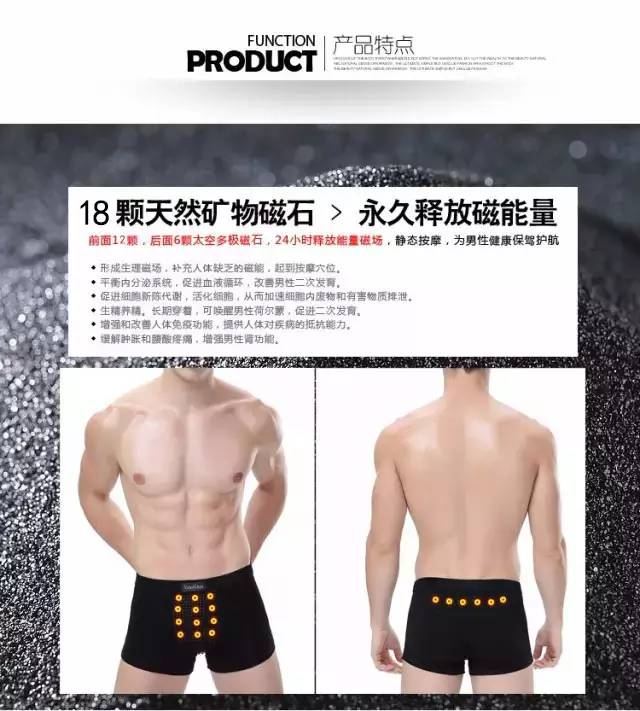 FUNCTION
PRODUCT
产品特点
18 颗天然矿物磁石 > 永久释放磁能量
前面12颗，后面6颗太空多极磁石，24小时释放能量磁场，静态按摩，为男性健康保驾护航
◆ 形成生理磁场，补充人体缺乏的磁能，起到按摩穴位。
◆ 平衡内分泌系统，促进血液循环，改善男性二次发育。
◆ 促进细胞新陈代谢，活化细胞，从而加速细胞内废物和有害物质排泄。
◆ 生精养精。长期穿着，可唤醒男性荷尔蒙，促进二次发育。
◆ 增强和改善人体免疫功能，提供人体对疾病的抵抗能力。
◆ 缓解肿胀和腰酸疼痛，增强男性肾功能。